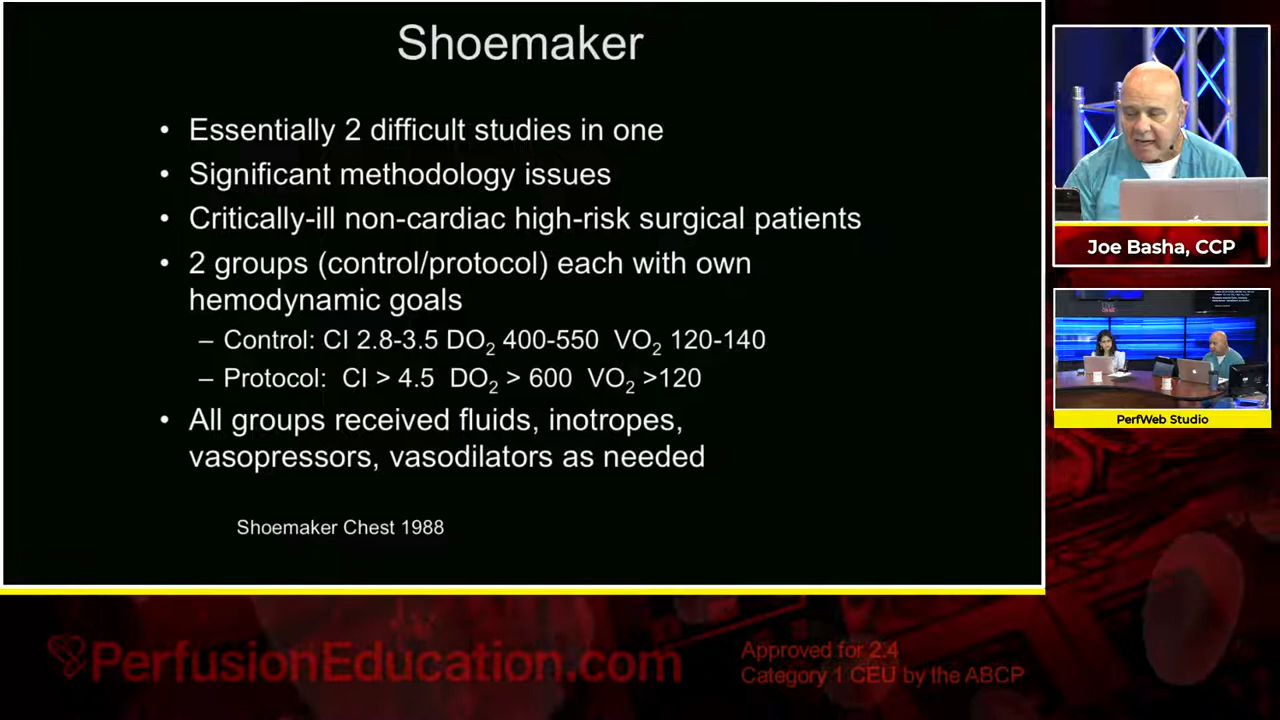 Shoemaker
• Essentially 2 difficult studies in one
• Significant methodology issues
• Critically-ill non-cardiac high-risk surgical patients
• 2 groups (control/protocol) each with own
hemodynamic goals
– Control: CI 2.8-3.5 DO2 400-550 VO2 120-140
– Protocol: CI > 4.5 DO2 > 600 VO2 >120
• All groups received fluids, inotropes,
vasopressors, vasodilators as needed
Shoemaker Chest 1988
Joe Basha, CCP
PerfWeb Studio
PerfusionEducation.com
Approved for 2.4
Category 1 CEU by the ABCP